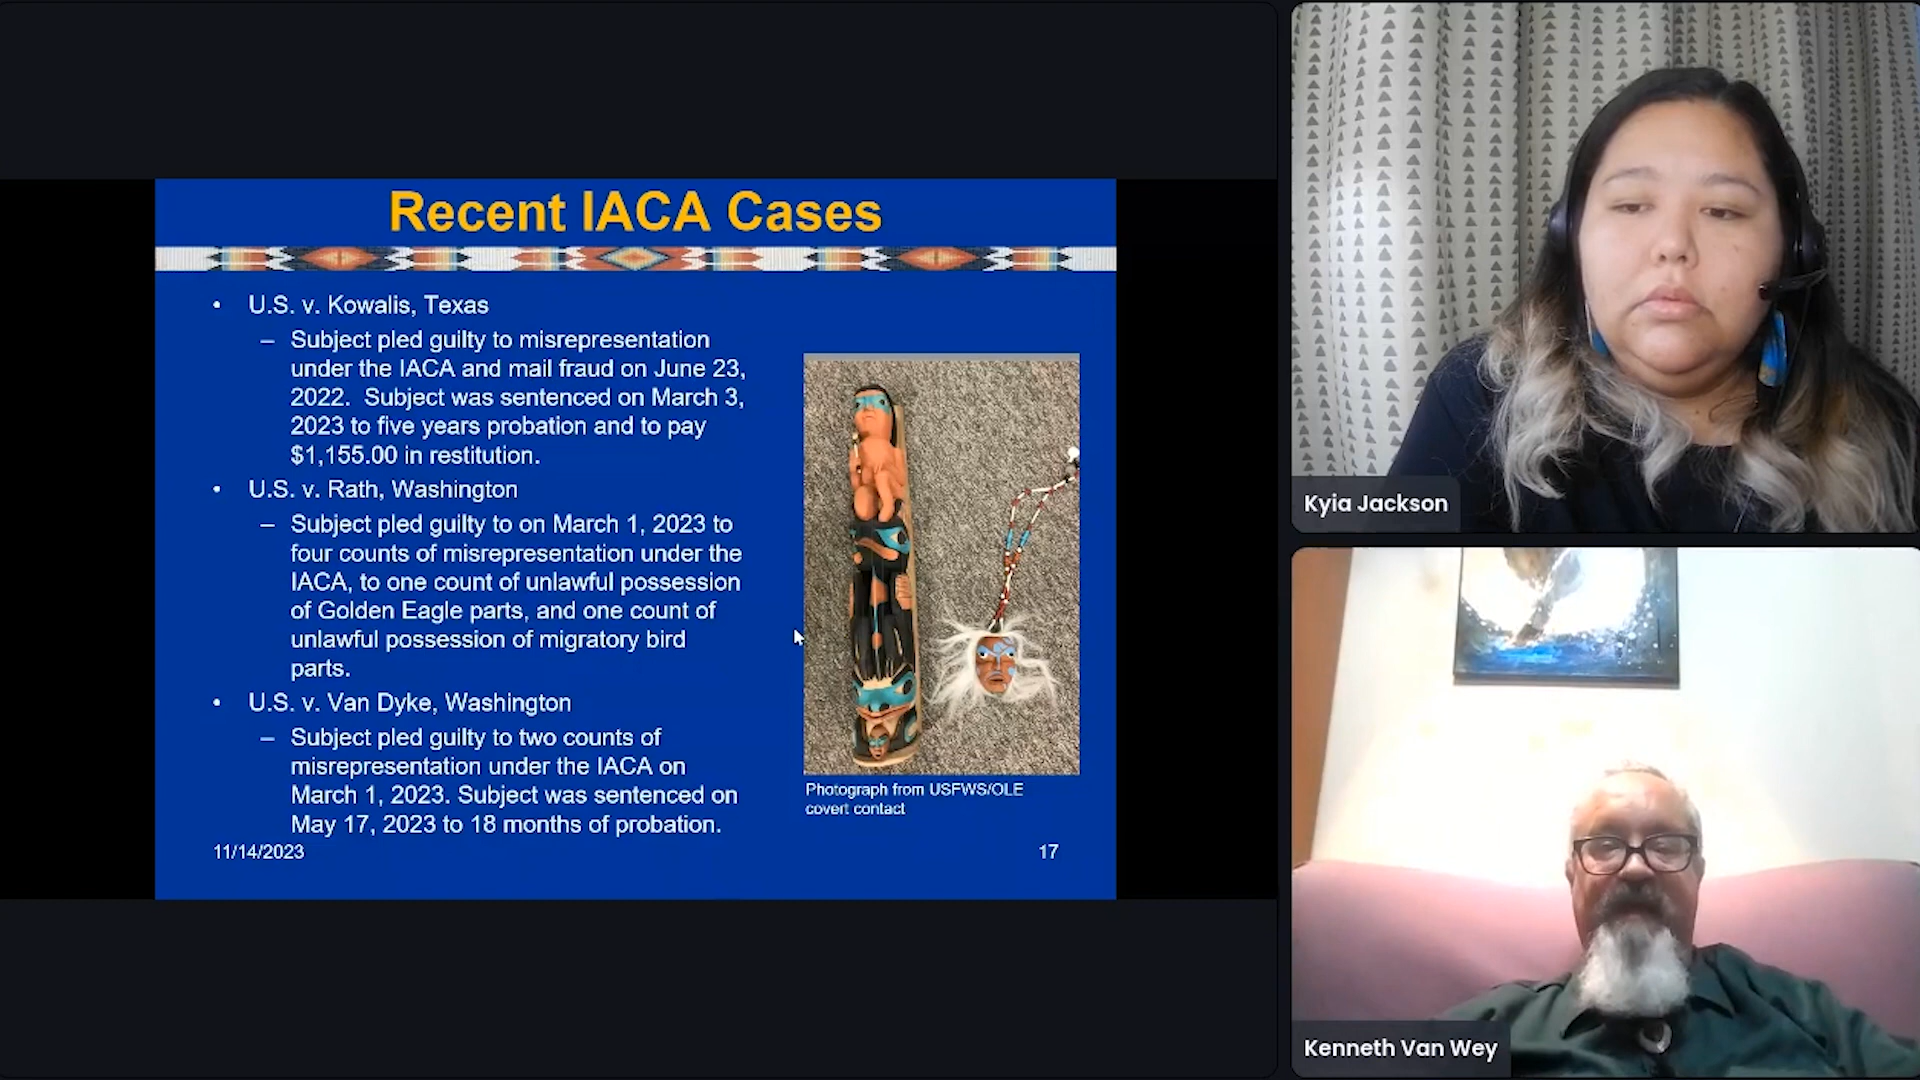 Recent IACA Cases
• U.S. v. Kowalis, Texas
– Subject pled guilty to misrepresentation
under the IACA and mail fraud on June 23,
2022. Subject was sentenced on March 3,
2023 to five years probation and to pay
$1,155.00 in restitution.
• U.S. v. Rath, Washington
– Subject pled guilty to on March 1, 2023 to
four counts of misrepresentation under the
IACA, to one count of unlawful possession
of Golden Eagle parts, and one count of
unlawful possession of migratory bird
parts.
• U.S. v. Van Dyke, Washington
– Subject pled guilty to two counts of
misrepresentation under the IACA on
March 1, 2023. Subject was sentenced on
May 17, 2023 to 18 months of probation.
Photograph from USFWS/OLE
covert contact
11/14/2023
17
Kyia Jackson
Kenneth Van Wey